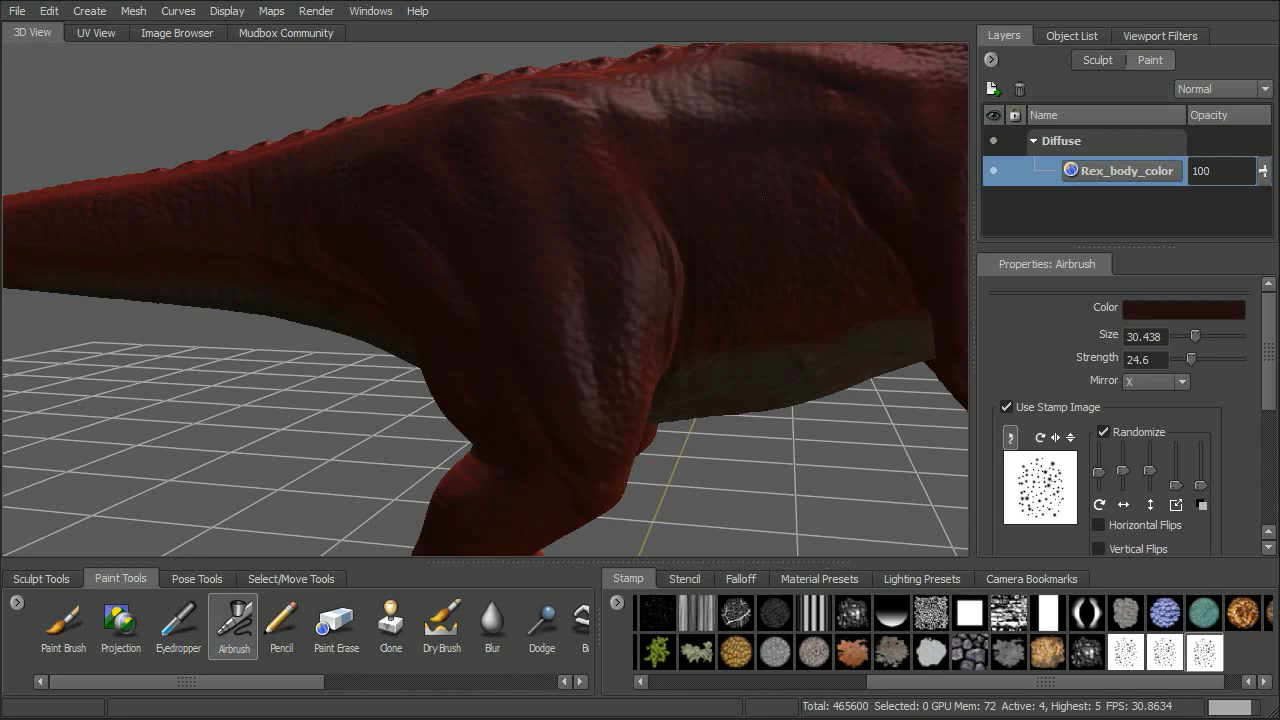 File Edit Create Mesh Curves Display Maps Render Windows Help
3D View UV View Image Browser Mudbox Community
Layers Object List Viewport Filters
Sculpt Paint
Normal
Name Opacity
Diffuse
Rex_body_color 100
Properties: Airbrush
Color
Size 30.438
Strength 24.6
Mirror X
Use Stamp Image
Randomize
Horizontal Flips
Vertical Flips
Sculpt Tools Paint Tools Pose Tools Select/Move Tools
Stamp Stencil Falloff Material Presets Lighting Presets Camera Bookmarks
Paint Brush Projection Eyedropper Airbrush Pencil Paint Erase Clone Dry Brush Blur Dodge
Total: 465600 Selected: 0 GPU Mem: 72 Active: 4, Highest: 5 FPS: 30.8634